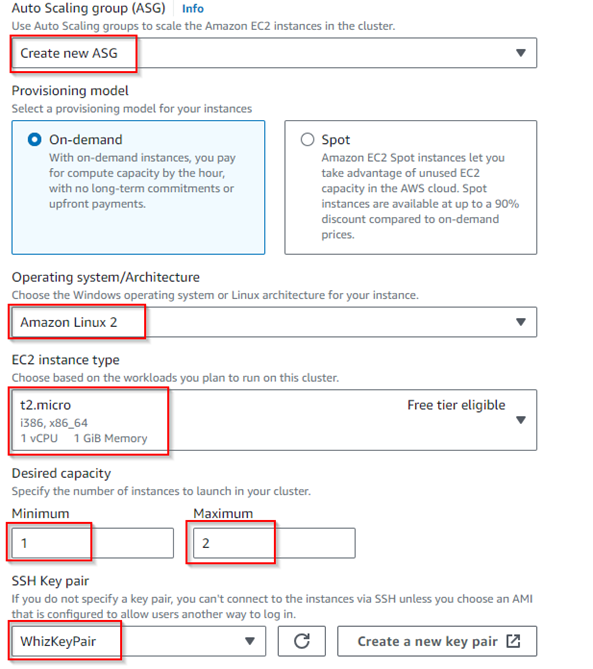 Auto Scaling group (ASG) Info
Use Auto Scaling groups to scale the Amazon EC2 instances in the cluster.
Create new ASG
Provisioning model
Select a provisioning model for your instances
On-demand
With on-demand instances, you pay
for compute capacity by the hour,
with no long-term commitments or
upfront payments.
Spot
Amazon EC2 Spot instances let you
take advantage of unused EC2
capacity in the AWS cloud. Spot
instances are available at up to a 90%
discount compared to on-demand
prices.
Operating system/Architecture
Choose the Windows operating system or Linux architecture for your instance.
Amazon Linux 2
EC2 instance type
Choose based on the workloads you plan to run on this cluster.
t2.micro
Free tier eligible
i386, x86_64
1 vCPU 1 GiB Memory
Desired capacity
Specify the number of instances to launch in your cluster.
Minimum
Maximum
1
2
SSH Key pair
If you do not specify a key pair, you can't connect to the instances via SSH unless you choose an AMI
that is configured to allow users another way to log in.
WhizKeyPair
Create a new key pair